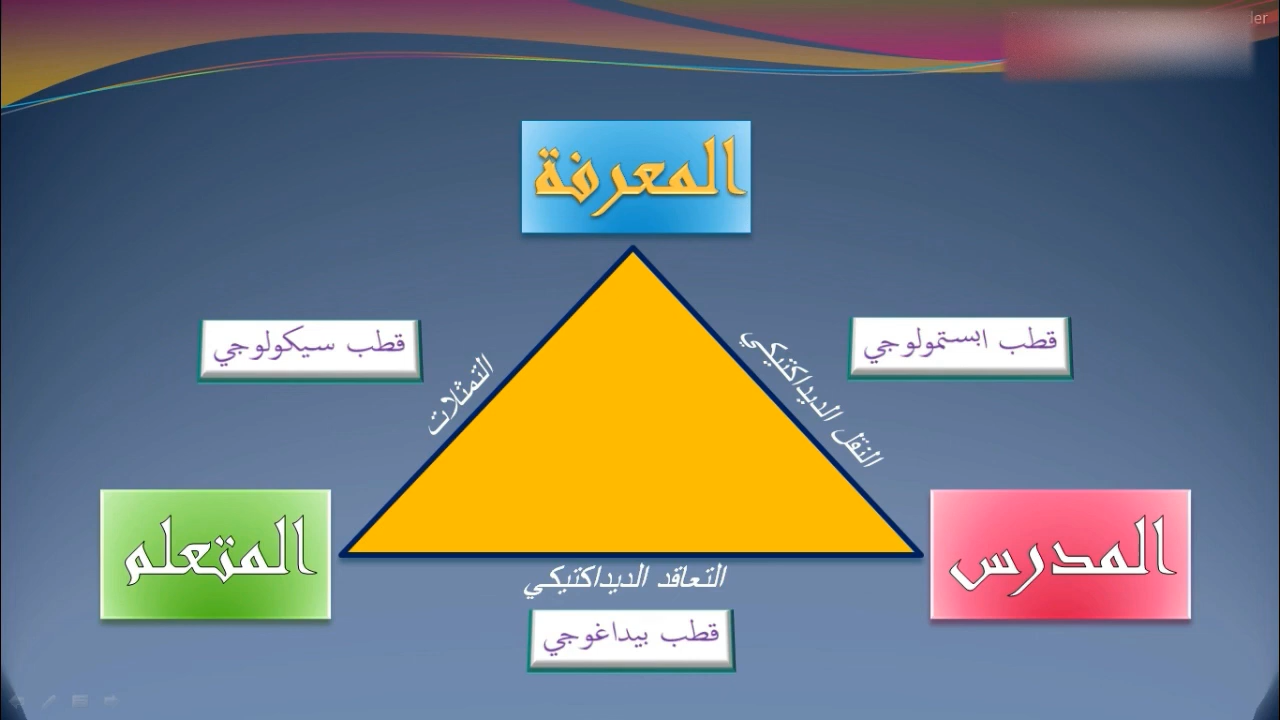 المعرفة
قطب ابستمولوجي
النقل الديداكتيكي
قطب سيكولوجي
التمثلات
المدرس
المتعلم
التعاقد الديداكتيكي
قطب بيداغوجي